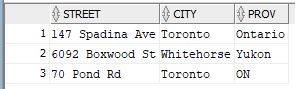 STREET CITY PROV
1 147 Spadina Ave Toronto Ontario
2 6092 Boxwood St Whitehorse Yukon
3 70 Pond Rd Toronto ON